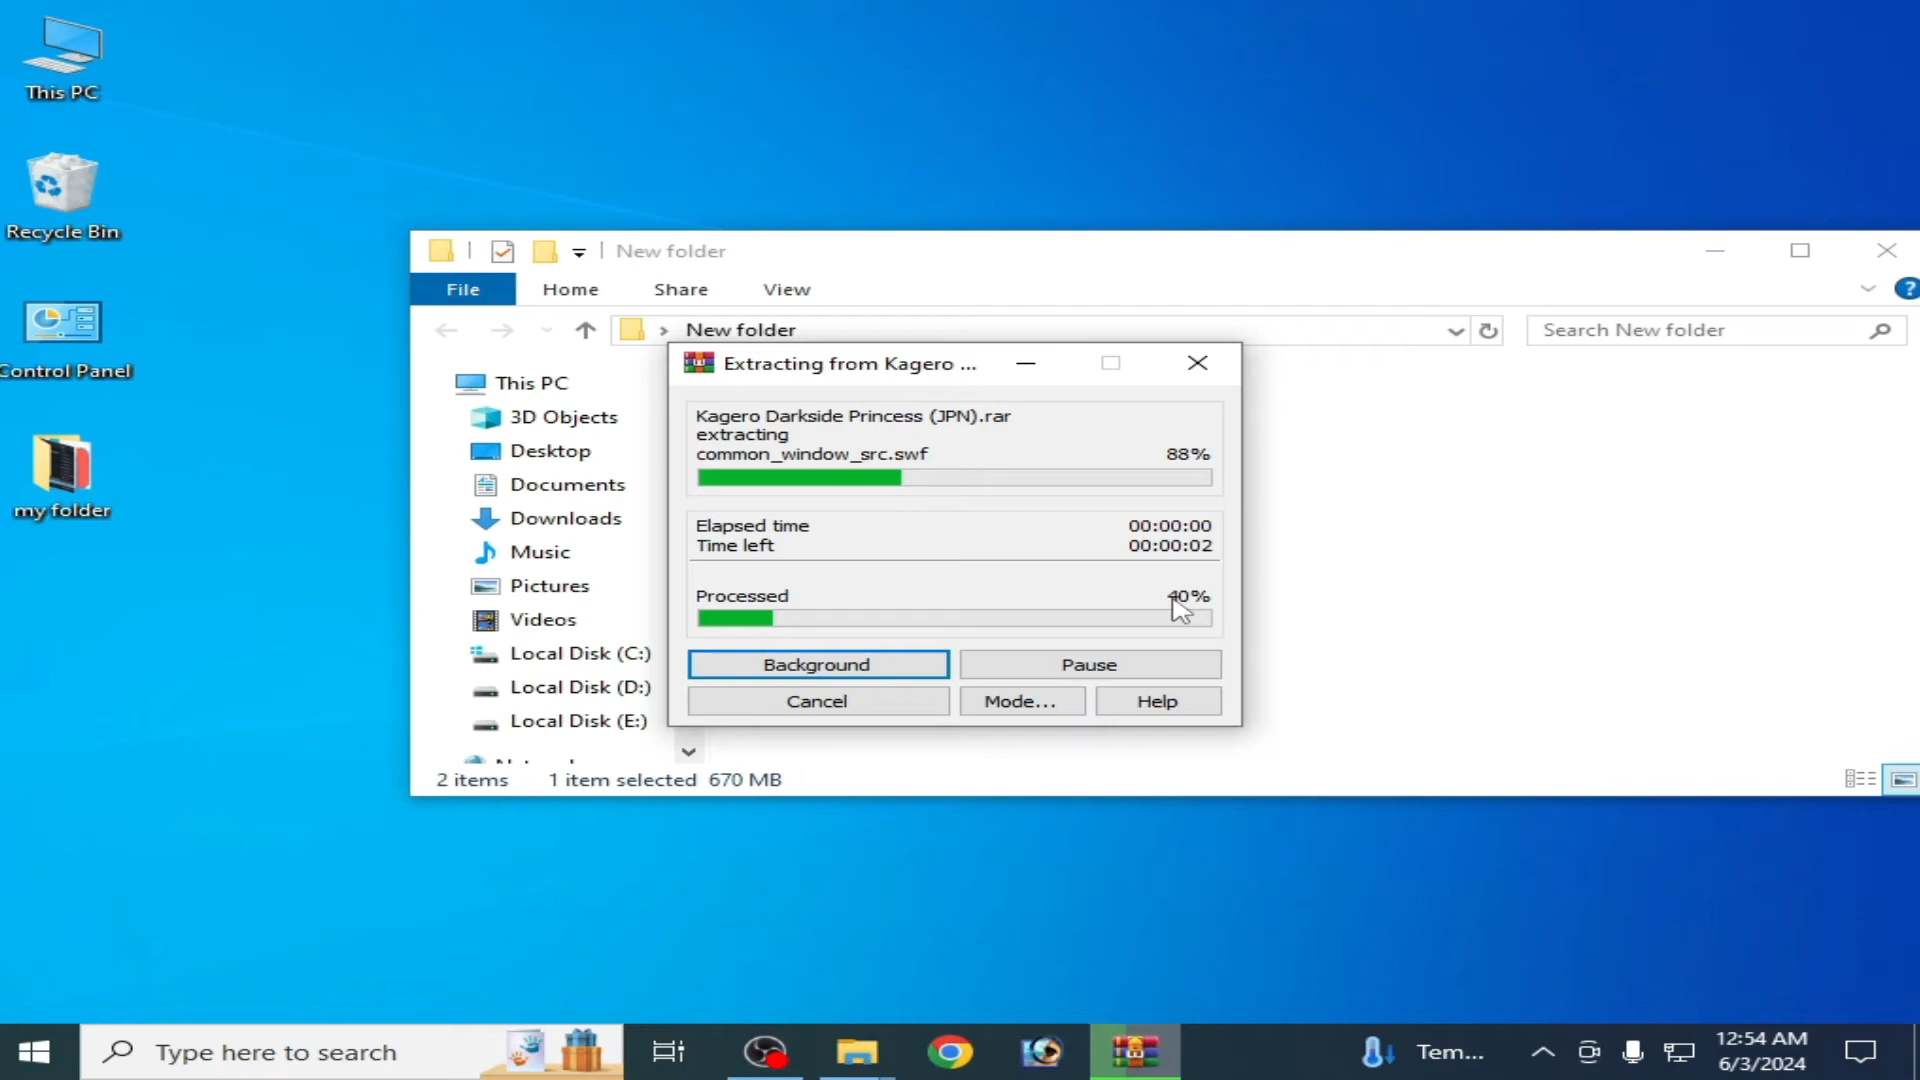 This PC
Recycle Bin
Control Panel
my folder
New folder
File Home Share View
New folder
Search New folder
This PC
3D Objects
Desktop
Documents
Downloads
Music
Pictures
Videos
Local Disk (C:)
Local Disk (D:)
Local Disk (E:)
2 items 1 item selected 670 MB
Extracting from Kagero ...
Kagero Darkside Princess (JPN).rar
extracting
common_window_src.swf 88%
Elapsed time 00:00:00
Time left 00:00:02
Processed 40%
Background Pause
Cancel Mode... Help
Type here to search
Tem...
12:54 AM
6/3/2024